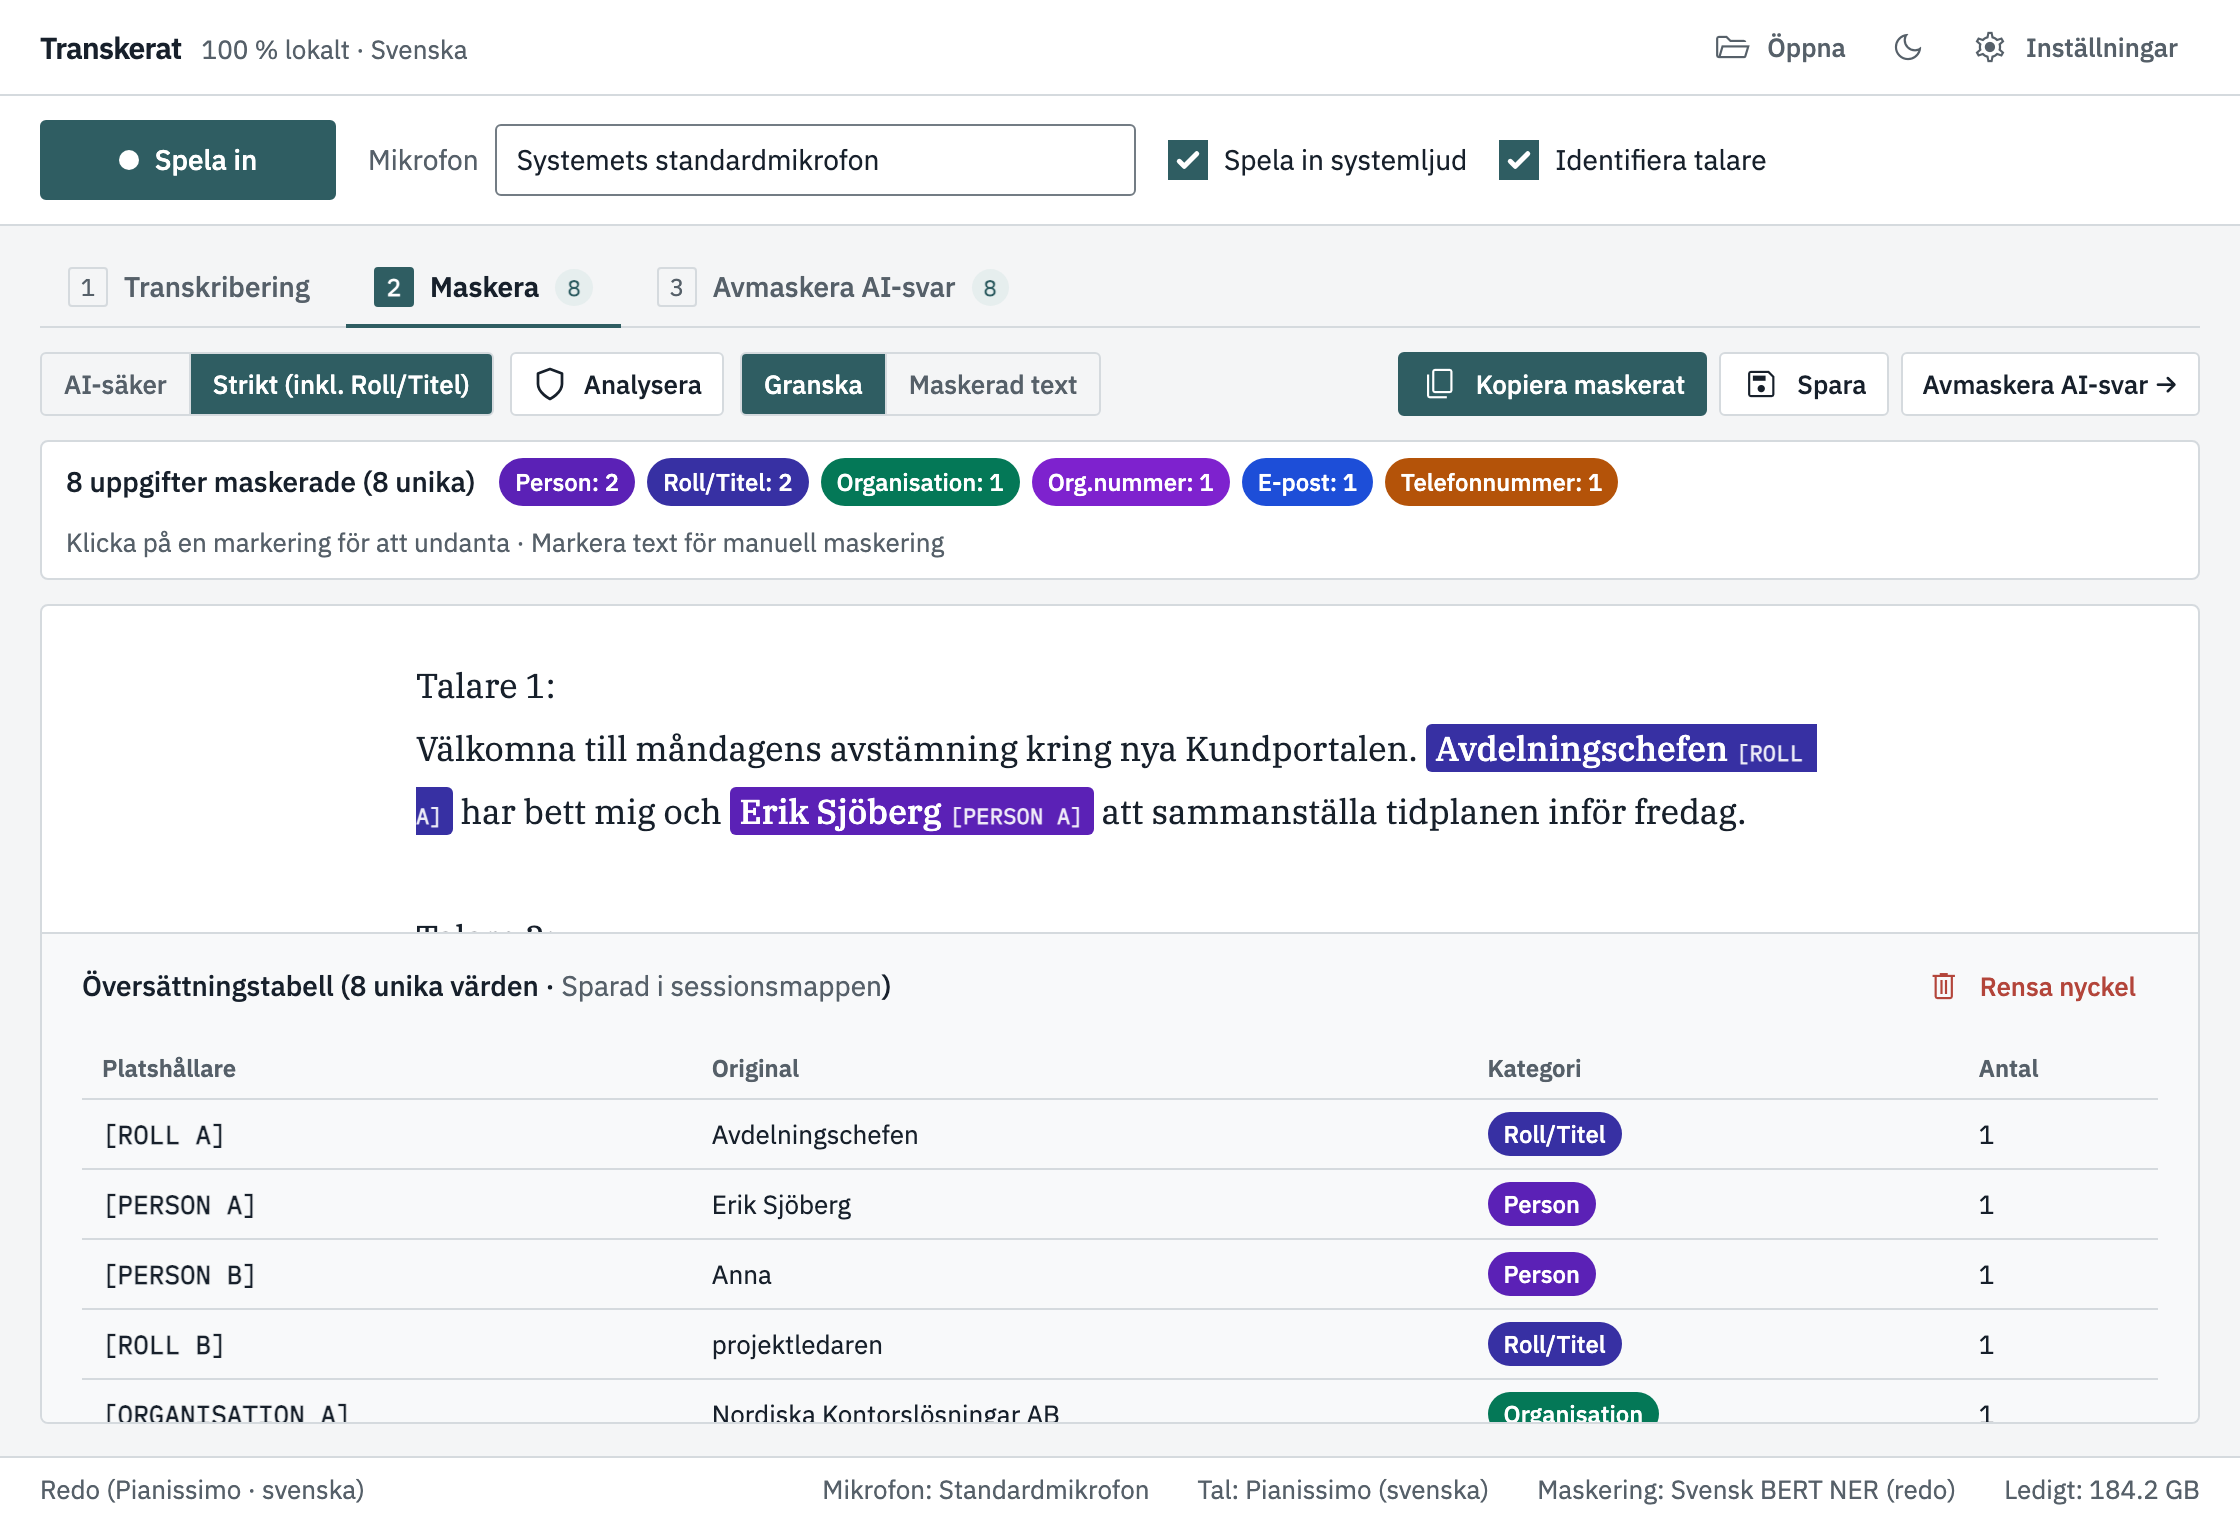 Transkerat 100 % lokalt · Svenska Öppna Inställningar
Spela in Mikrofon Systemets standardmikrofon Spela in systemljud Identifiera talare
1 Transkribering 2 Maskera 8 3 Avmaskera AI-svar 8
AI-säker Strikt (inkl. Roll/Titel) Analysera Granska Maskerad text Kopiera maskerat Spara Avmaskera AI-svar →
8 uppgifter maskerade (8 unika) Person: 2 Roll/Titel: 2 Organisation: 1 Org.nummer: 1 E-post: 1 Telefonnummer: 1
Klicka på en markering för att undanta · Markera text för manuell maskering
Talare 1:
Välkomna till måndagens avstämning kring nya Kundportalen. Avdelningschefen [ROLL
A] har bett mig och Erik Sjöberg [PERSON A] att sammanställa tidplanen inför fredag.
Talare 2:
Översättningstabell (8 unika värden · Sparad i sessionsmappen) Rensa nyckel
Platshållare Original Kategori Antal
[ROLL A] Avdelningschefen Roll/Titel 1
[PERSON A] Erik Sjöberg Person 1
[PERSON B] Anna Person 1
[ROLL B] projektledaren Roll/Titel 1
[ORGANISATION A] Nordiska Kontorslösningar AB Organisation 1
Redo (Pianissimo · svenska) Mikrofon: Standardmikrofon Tal: Pianissimo (svenska) Maskering: Svensk BERT NER (redo) Ledigt: 184.2 GB